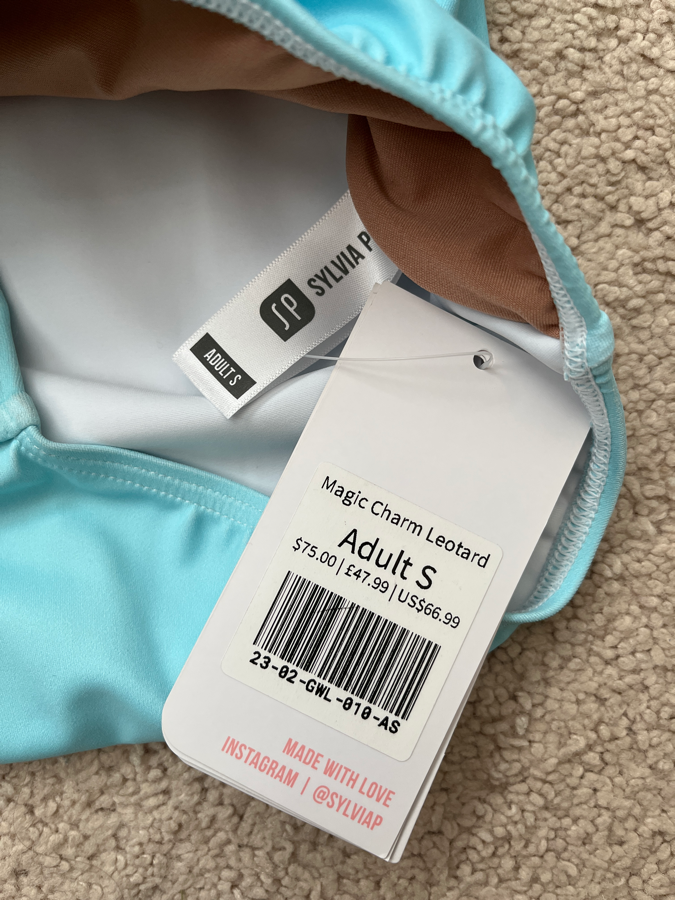 SYLVIA P
SP
ADULT S
Magic Charm Leotard
Adult S
$75.00 | £47.99 | US$66.99
23-02-GWL-010-AS
MADE WITH LOVE
INSTAGRAM | @SYLVIAP